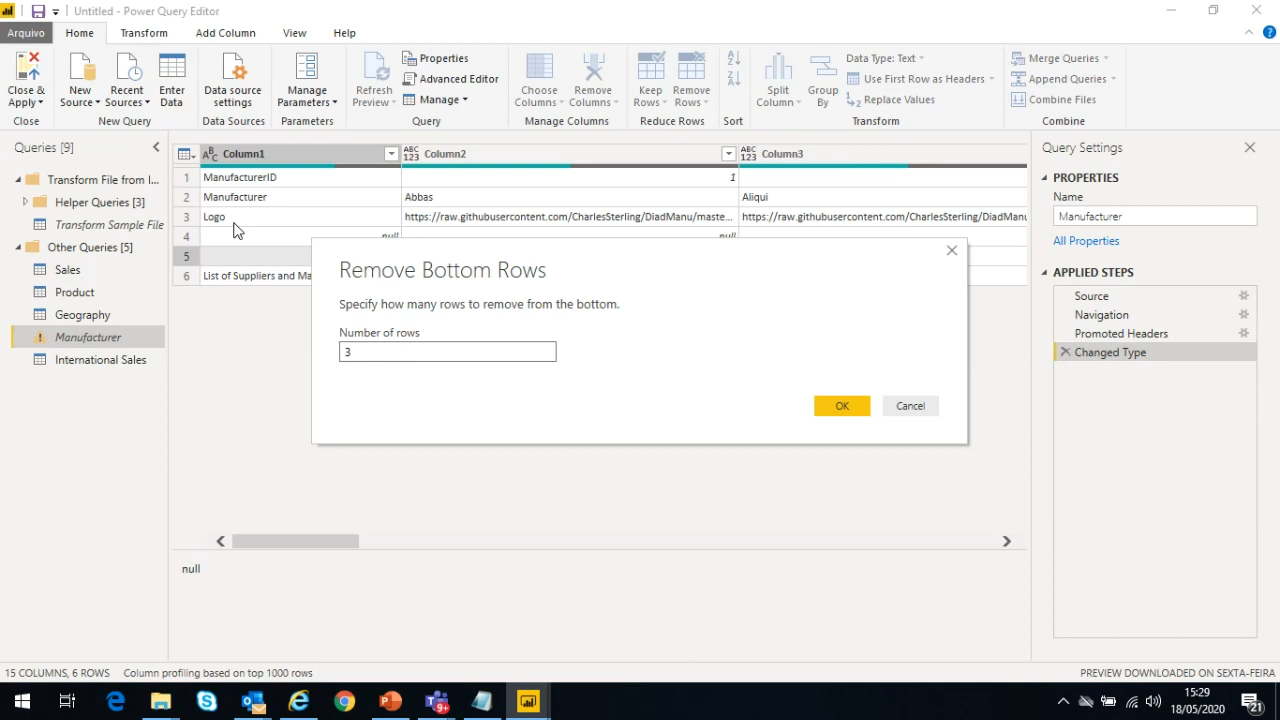 Untitled - Power Query Editor
Arquivo Home Transform Add Column View Help
Close & Apply
New Source
Recent Sources
Enter Data
Data source settings
Manage Parameters
Refresh Preview
Properties
Advanced Editor
Manage
Choose Columns
Remove Columns
Keep Rows
Remove Rows
Split Column
Group By
Data Type: Text
Use First Row as Headers
Replace Values
Merge Queries
Append Queries
Combine Files
Close New Query Data Sources Parameters Query Manage Columns Reduce Rows Sort Transform Combine
Queries [9]
Transform File from I...
Helper Queries [3]
Transform Sample File
Other Queries [5]
Sales
Product
Geography
Manufacturer
International Sales
ABC Column1 ABC 123 Column2 ABC 123 Column3
1 ManufacturerID 1
2 Manufacturer Abbas Aliqui
3 Logo https://raw.githubusercontent.com/CharlesSterling/DiadManu/maste... https://raw.githubusercontent.com/CharlesSterling/DiadManu
4 null null
5
6 List of Suppliers and Ma
Remove Bottom Rows
Specify how many rows to remove from the bottom.
Number of rows
3
OK Cancel
null
Query Settings
PROPERTIES
Name
Manufacturer
All Properties
APPLIED STEPS
Source
Navigation
Promoted Headers
Changed Type
15 COLUMNS, 6 ROWS Column profiling based on top 1000 rows PREVIEW DOWNLOADED ON SEXTA-FEIRA
9+
15:29
18/05/2020
21